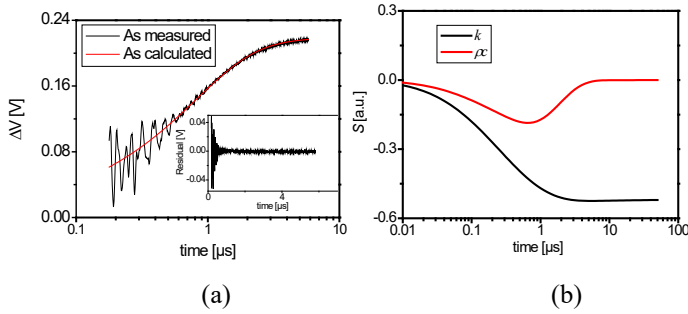 (a)
0.24
As measured
As calculated
0.16
ΔV [V]
0.08
0.00
0.1
1
10
time [µs]
0.04
0.00
-0.04
Residual [V]
0
4
time [µs]
(b)
k
ρc
0.0
-0.3
-0.6
S [a.u.]
0.01
0.1
1
10
100
time [µs]
(a)
(b)